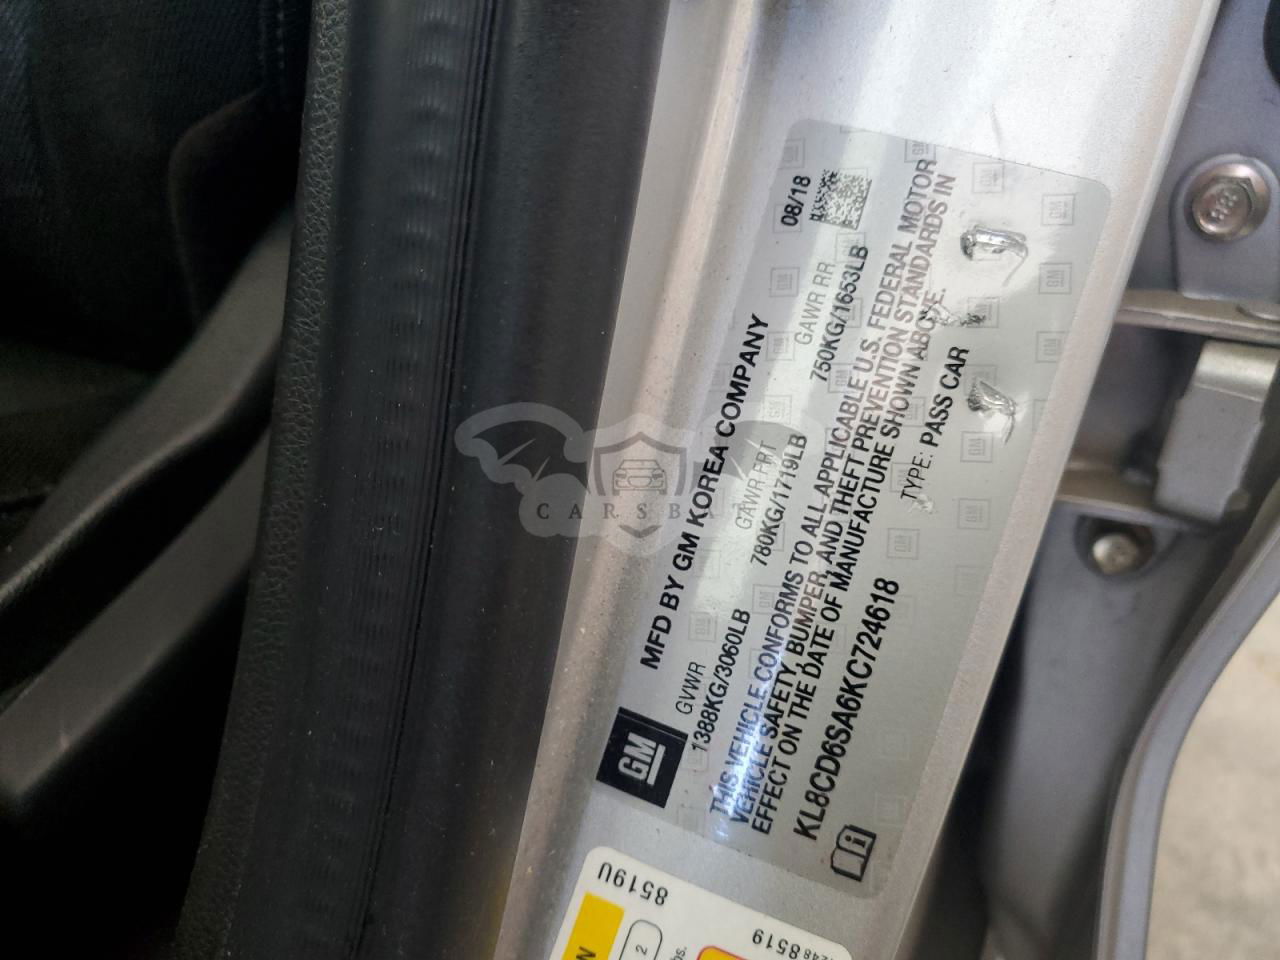 MFD BY GM KOREA COMPANY
08/18
GVWR
GAWR FRT
GAWR RR
1388KG/3060LB
780KG/1719LB
750KG/1653LB
THIS VEHICLE CONFORMS TO ALL APPLICABLE U.S. FEDERAL MOTOR
VEHICLE SAFETY, BUMPER, AND THEFT PREVENTION STANDARDS IN
EFFECT ON THE DATE OF MANUFACTURE SHOWN ABOVE.
KL8CD6SA6KC724618
TYPE: PASS CAR
GM
8519U
2
8519